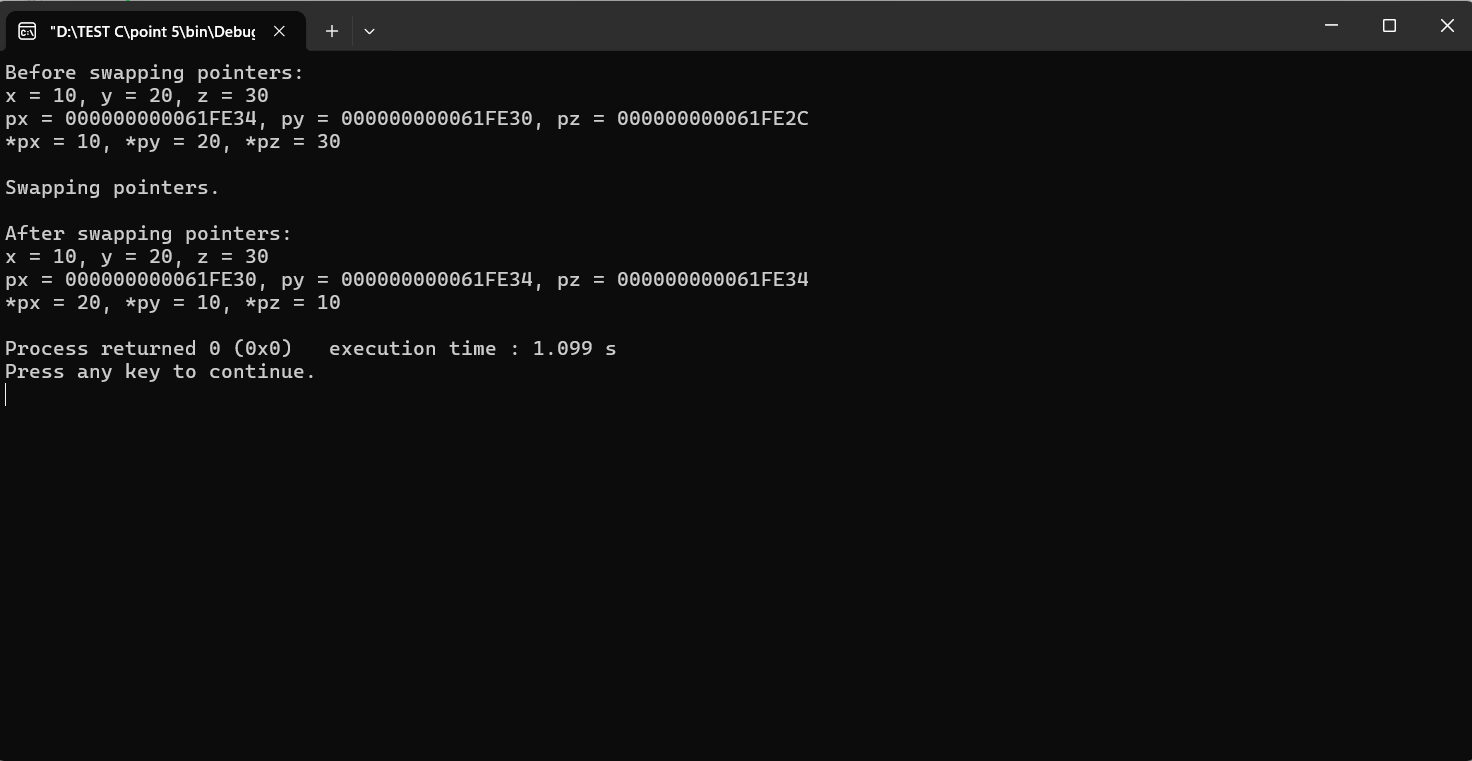 "D:\TEST C\point 5\bin\Debug
Before swapping pointers:
x = 10, y = 20, z = 30
px = 000000000061FE34, py = 000000000061FE30, pz = 000000000061FE2C
*px = 10, *py = 20, *pz = 30
Swapping pointers.
After swapping pointers:
x = 10, y = 20, z = 30
px = 000000000061FE30, py = 000000000061FE34, pz = 000000000061FE34
*px = 20, *py = 10, *pz = 10
Process returned 0 (0x0)   execution time : 1.099 s
Press any key to continue.